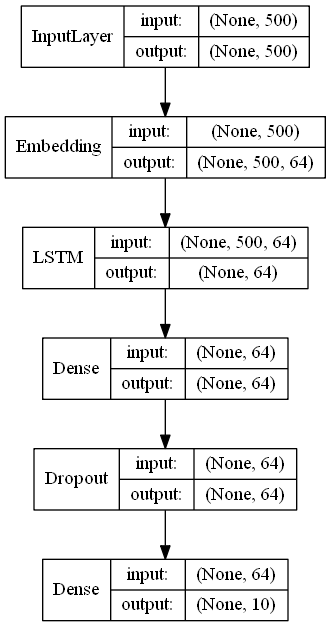 InputLayer
input: (None, 500)
output: (None, 500)
Embedding
input: (None, 500)
output: (None, 500, 64)
LSTM
input: (None, 500, 64)
output: (None, 64)
Dense
input: (None, 64)
output: (None, 64)
Dropout
input: (None, 64)
output: (None, 64)
Dense
input: (None, 64)
output: (None, 10)